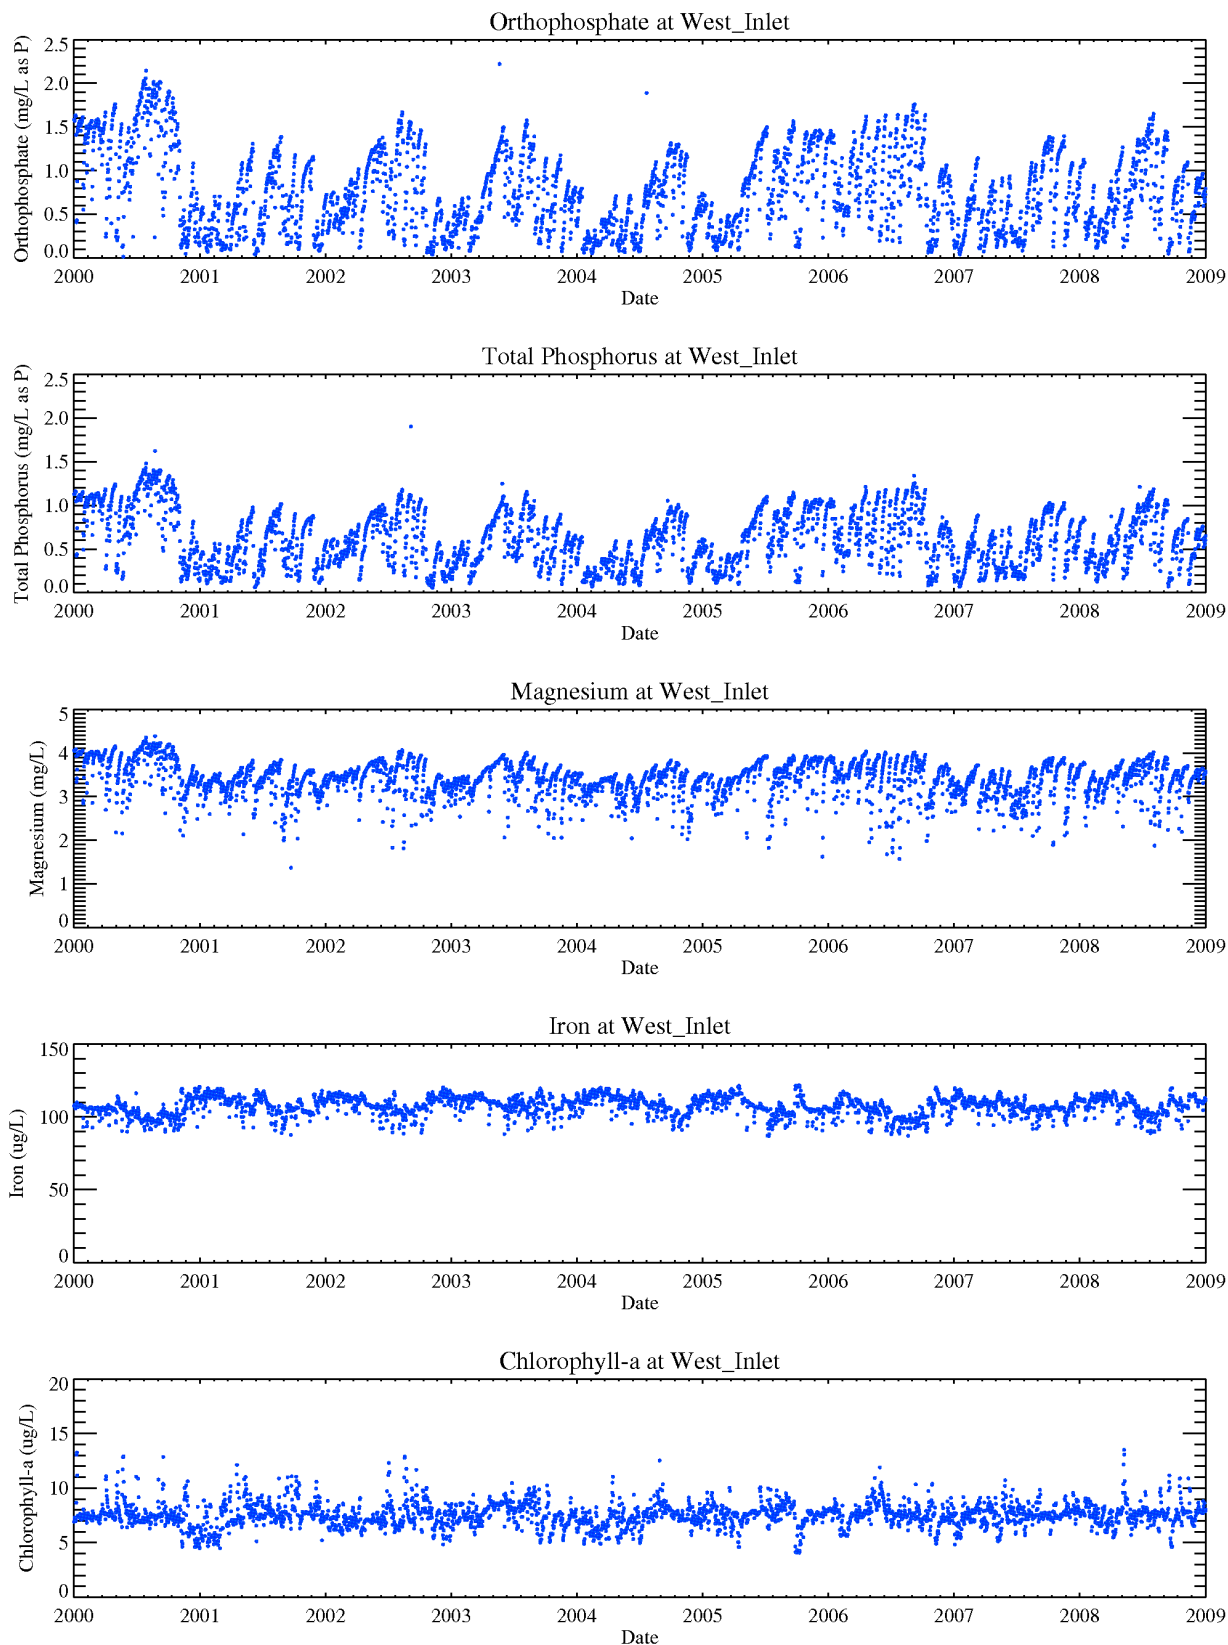 Orthophosphate at West_Inlet
Orthophosphate (mg/L as P)
2.5
2.0
1.5
1.0
0.5
0.0
2000 2001 2002 2003 2004 2005 2006 2007 2008 2009
Date
Total Phosphorus at West_Inlet
Total Phosphorus (mg/L as P)
2.5
2.0
1.5
1.0
0.5
0.0
2000 2001 2002 2003 2004 2005 2006 2007 2008 2009
Date
Magnesium at West_Inlet
Magnesium (mg/L)
5
4
3
2
1
0
2000 2001 2002 2003 2004 2005 2006 2007 2008 2009
Date
Iron at West_Inlet
Iron (ug/L)
150
100
50
0
2000 2001 2002 2003 2004 2005 2006 2007 2008 2009
Date
Chlorophyll-a at West_Inlet
Chlorophyll-a (ug/L)
20
15
10
5
0
2000 2001 2002 2003 2004 2005 2006 2007 2008 2009
Date